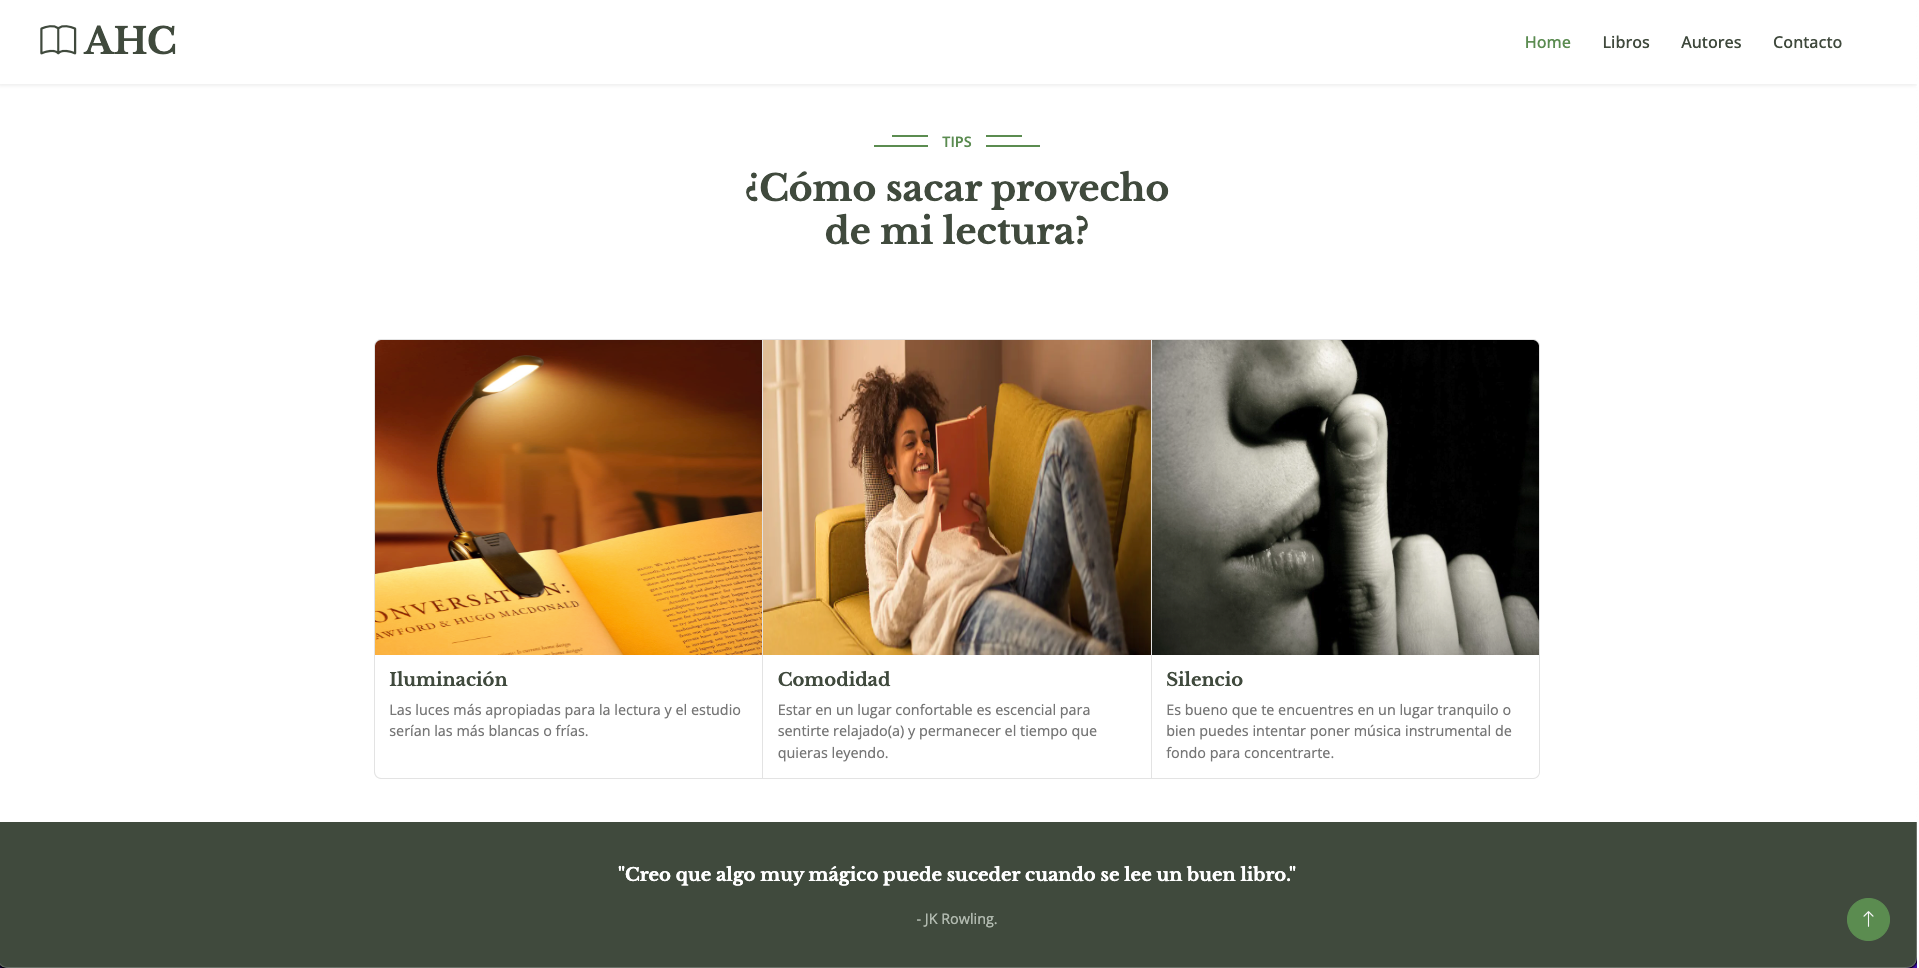 AHC
Home Libros Autores Contacto
TIPS
¿Cómo sacar provecho
de mi lectura?
ONVERSATION:
AWFORD & HUGO MACDONALD
Iluminación
Las luces más apropiadas para la lectura y el estudio
serían las más blancas o frías.
Comodidad
Estar en un lugar confortable es escencial para
sentirte relajado(a) y permanecer el tiempo que
quieras leyendo.
Silencio
Es bueno que te encuentres en un lugar tranquilo o
bien puedes intentar poner música instrumental de
fondo para concentrarte.
"Creo que algo muy mágico puede suceder cuando se lee un buen libro."
- JK Rowling.